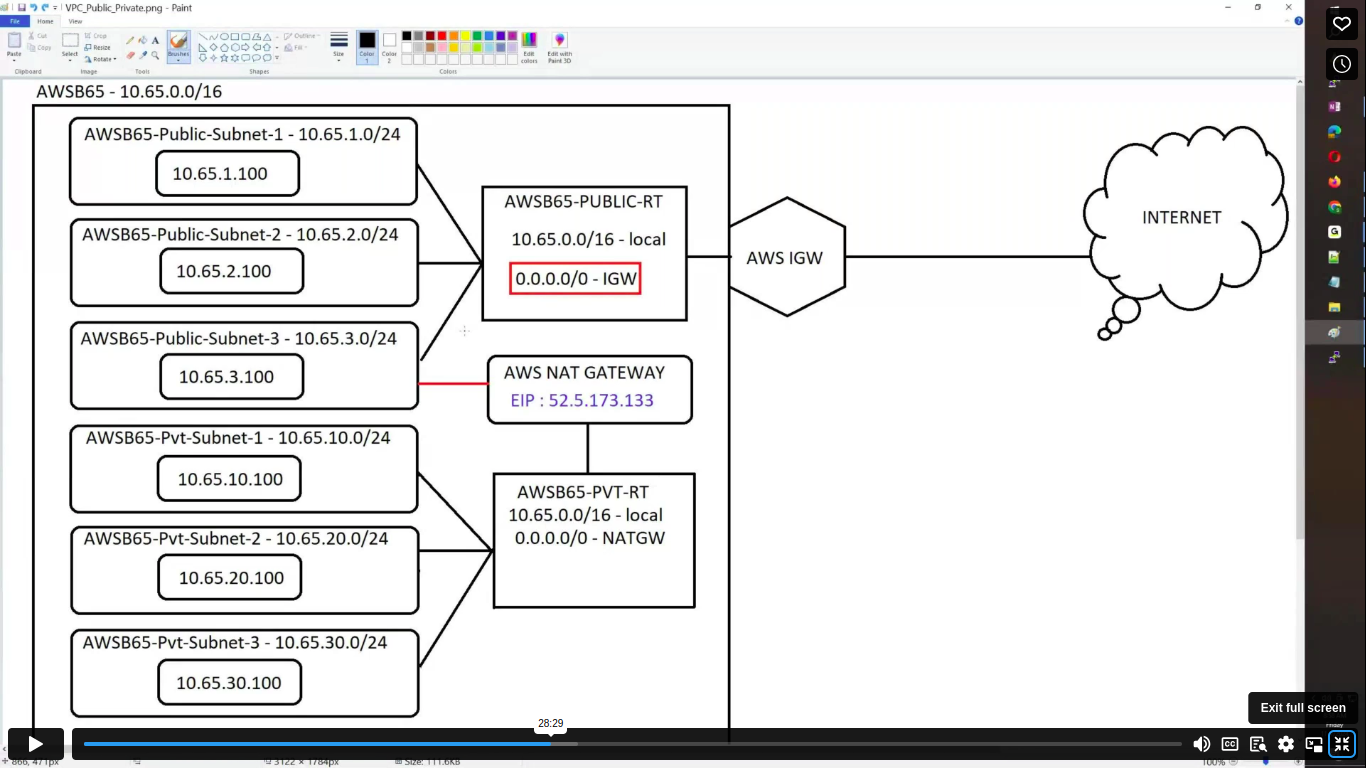 VPC_Public_Private.png - Paint
File
Home
View
Paste
Cut
Copy
Clipboard
Select
Crop
Resize
Rotate
Image
Tools
Brushes
Outline
Fill
Shapes
Size
Color 1
Color 2
Edit colors
Edit with Paint 3D
Colors
AWSB65 - 10.65.0.0/16
AWSB65-Public-Subnet-1 - 10.65.1.0/24
10.65.1.100
AWSB65-Public-Subnet-2 - 10.65.2.0/24
10.65.2.100
AWSB65-Public-Subnet-3 - 10.65.3.0/24
10.65.3.100
AWSB65-Pvt-Subnet-1 - 10.65.10.0/24
10.65.10.100
AWSB65-Pvt-Subnet-2 - 10.65.20.0/24
10.65.20.100
AWSB65-Pvt-Subnet-3 - 10.65.30.0/24
10.65.30.100
AWSB65-PUBLIC-RT
10.65.0.0/16 - local
0.0.0.0/0 - IGW
AWS NAT GATEWAY
EIP : 52.5.173.133
AWSB65-PVT-RT
10.65.0.0/16 - local
0.0.0.0/0 - NATGW
AWS IGW
INTERNET
Exit full screen
Friday
28:29
CC
866, 471px
3122 × 1784px
Size: 111.6KB
100%